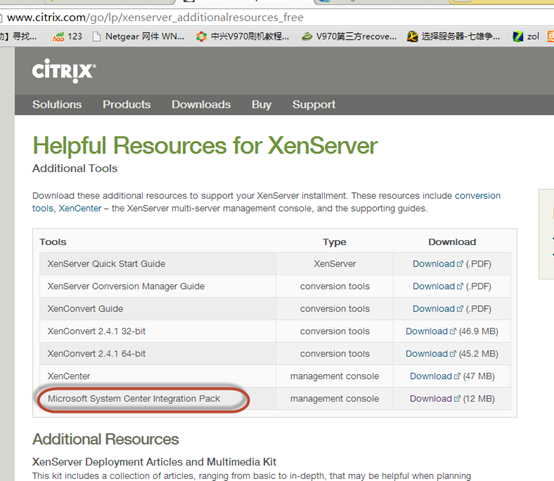 www.citrix.com/go/lp/xenserver_additionalresources_free
】寻找... 123 Netgear 网件 WN... 中兴V970刷机教程... V970第三方recove... 选择服务器-七雄争... zol
CITRIX
Solutions Products Downloads Buy Support
Helpful Resources for XenServer
Additional Tools
Download these additional resources to support your XenServer installment. These resources include conversion
tools, XenCenter – the XenServer multi-server management console, and the supporting guides.
Tools Type Download
XenServer Quick Start Guide XenServer Download (.PDF)
XenServer Conversion Manager Guide conversion tools Download (.PDF)
XenConvert Guide conversion tools Download (.PDF)
XenConvert 2.4.1 32-bit conversion tools Download (46.9 MB)
XenConvert 2.4.1 64-bit conversion tools Download (45.2 MB)
XenCenter management console Download (47 MB)
Microsoft System Center Integration Pack management console Download (12 MB)
Additional Resources
XenServer Deployment Articles and Multimedia Kit
This kit includes a collection of articles, ranging from basic to in-depth, that may be helpful when planning